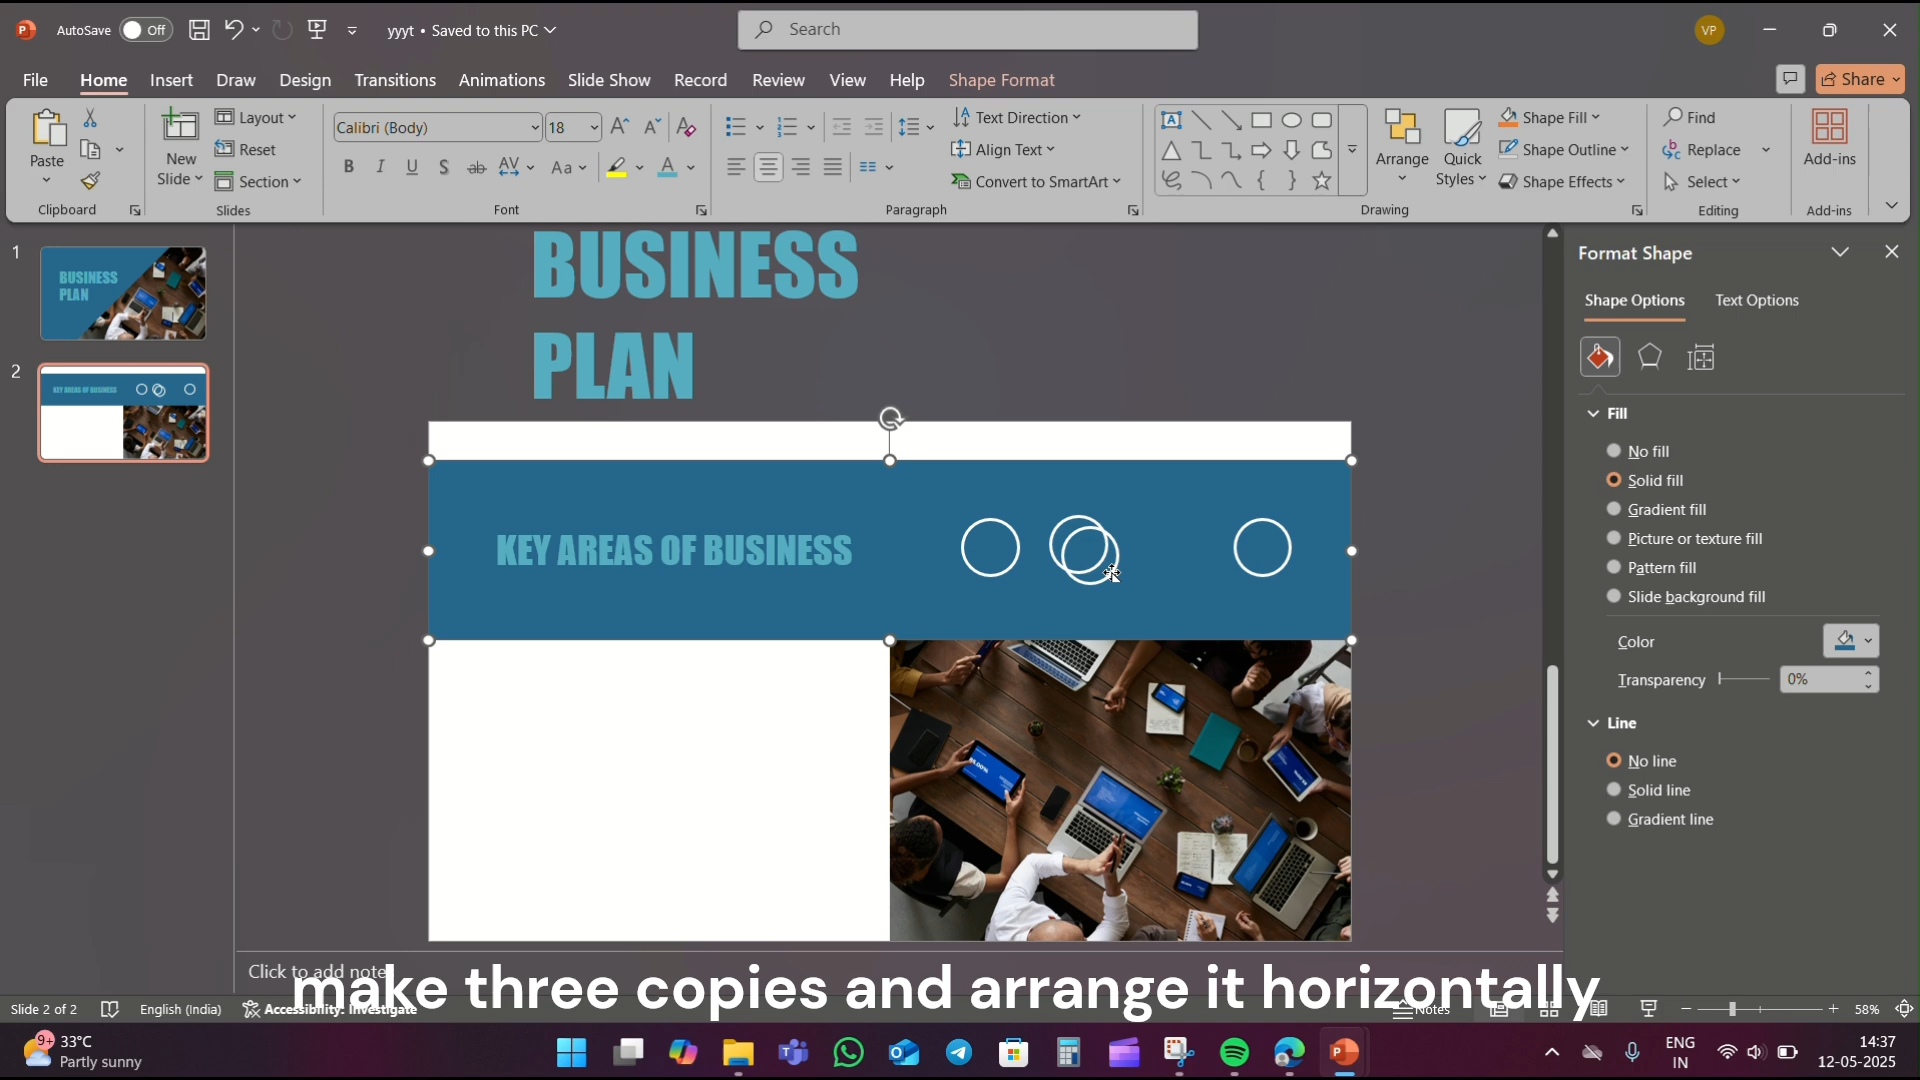 AutoSave Off yyyt • Saved to this PC Search VP
File Home Insert Draw Design Transitions Animations Slide Show Record Review View Help Shape Format Share
Paste
Clipboard
New
Slide
Layout
Reset
Section
Slides
Calibri (Body) 18
B I U S ab AV Aa A
Font
Text Direction
Align Text
Convert to SmartArt
Paragraph
Arrange
Quick
Styles
Shape Fill
Shape Outline
Shape Effects
Drawing
Find
Replace
Select
Editing
Add-ins
Add-ins
1
BUSINESS
PLAN
2
KEY AREAS OF BUSINESS
BUSINESS
PLAN
KEY AREAS OF BUSINESS
Format Shape
Shape Options Text Options
Fill
No fill
Solid fill
Gradient fill
Picture or texture fill
Pattern fill
Slide background fill
Color
Transparency 0%
Line
No line
Solid line
Gradient line
Click to add notes
make three copies and arrange it horizontally
Slide 2 of 2 English (India) Accessibility: Investigate Notes 58%
9+ 33°C
Partly sunny
ENG
IN
14:37
12-05-2025